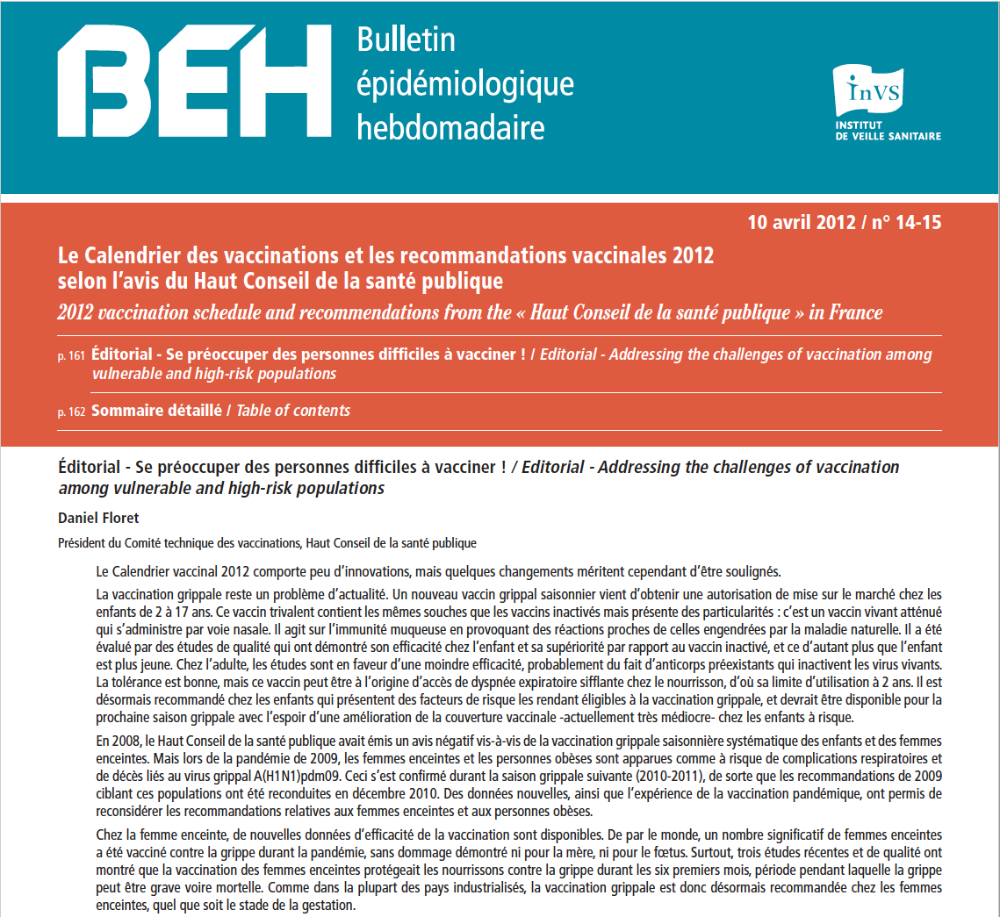 BEH
Bulletin
épidémiologique
hebdomadaire
InVS
INSTITUT
DE VEILLE SANITAIRE
10 avril 2012 / n° 14-15
Le Calendrier des vaccinations et les recommandations vaccinales 2012
selon l’avis du Haut Conseil de la santé publique
2012 vaccination schedule and recommendations from the « Haut Conseil de la santé publique » in France
p. 161 Éditorial - Se préoccuper des personnes difficiles à vacciner ! / Editorial - Addressing the challenges of vaccination among
vulnerable and high-risk populations
p. 162 Sommaire détaillé / Table of contents
Éditorial - Se préoccuper des personnes difficiles à vacciner ! / Editorial - Addressing the challenges of vaccination
among vulnerable and high-risk populations
Daniel Floret
Président du Comité technique des vaccinations, Haut Conseil de la santé publique
Le Calendrier vaccinal 2012 comporte peu d’innovations, mais quelques changements méritent cependant d’être soulignés.
La vaccination grippale reste un problème d’actualité. Un nouveau vaccin grippal saisonnier vient d’obtenir une autorisation de mise sur le marché chez les
enfants de 2 à 17 ans. Ce vaccin trivalent contient les mêmes souches que les vaccins inactivés mais présente des particularités : c’est un vaccin vivant atténué
qui s’administre par voie nasale. Il agit sur l’immunité muqueuse en provoquant des réactions proches de celles engendrées par la maladie naturelle. Il a été
évalué par des études de qualité qui ont démontré son efficacité chez l’enfant et sa supériorité par rapport au vaccin inactivé, et ce d’autant plus que l’enfant
est plus jeune. Chez l’adulte, les études sont en faveur d’une moindre efficacité, probablement du fait d’anticorps préexistants qui inactivent les virus vivants.
La tolérance est bonne, mais ce vaccin peut être à l’origine d’accès de dyspnée expiratoire sifflante chez le nourrisson, d’où sa limite d’utilisation à 2 ans. Il est
désormais recommandé chez les enfants qui présentent des facteurs de risque les rendant éligibles à la vaccination grippale, et devrait être disponible pour la
prochaine saison grippale avec l’espoir d’une amélioration de la couverture vaccinale -actuellement très médiocre- chez les enfants à risque.
En 2008, le Haut Conseil de la santé publique avait émis un avis négatif vis-à-vis de la vaccination grippale saisonnière systématique des enfants et des femmes
enceintes. Mais lors de la pandémie de 2009, les femmes enceintes et les personnes obèses sont apparues comme à risque de complications respiratoires et
de décès liés au virus grippal A(H1N1)pdm09. Ceci s’est confirmé durant la saison grippale suivante (2010-2011), de sorte que les recommandations de 2009
ciblant ces populations ont été reconduites en décembre 2010. Des données nouvelles, ainsi que l’expérience de la vaccination pandémique, ont permis de
reconsidérer les recommandations relatives aux femmes enceintes et aux personnes obèses.
Chez la femme enceinte, de nouvelles données d’efficacité de la vaccination sont disponibles. De par le monde, un nombre significatif de femmes enceintes
a été vacciné contre la grippe durant la pandémie, sans dommage démontré ni pour la mère, ni pour le fœtus. Surtout, trois études récentes et de qualité ont
montré que la vaccination des femmes enceintes protégeait les nourrissons contre la grippe durant les six premiers mois, période pendant laquelle la grippe
peut être grave voire mortelle. Comme dans la plupart des pays industrialisés, la vaccination grippale est donc désormais recommandée chez les femmes
enceintes, quel que soit le stade de la gestation.